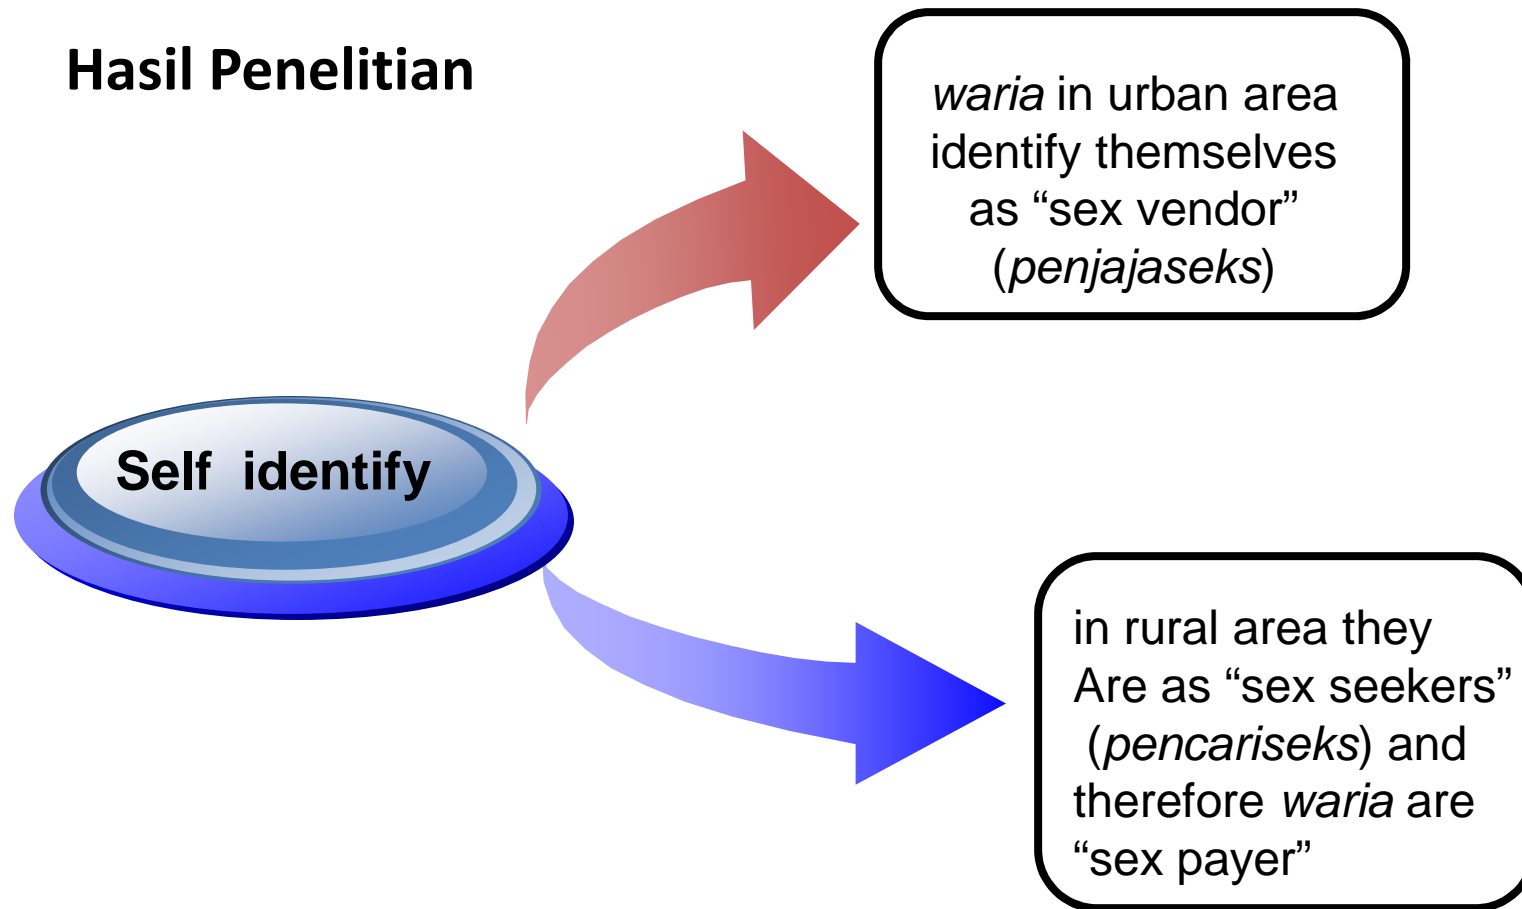 Hasil Penelitian
waria in urban area
identify themselves
as “sex vendor”
(penjajaseks)
Self identify
in rural area they
Are as “sex seekers”
(pencariseks) and
therefore waria are
“sex payer”